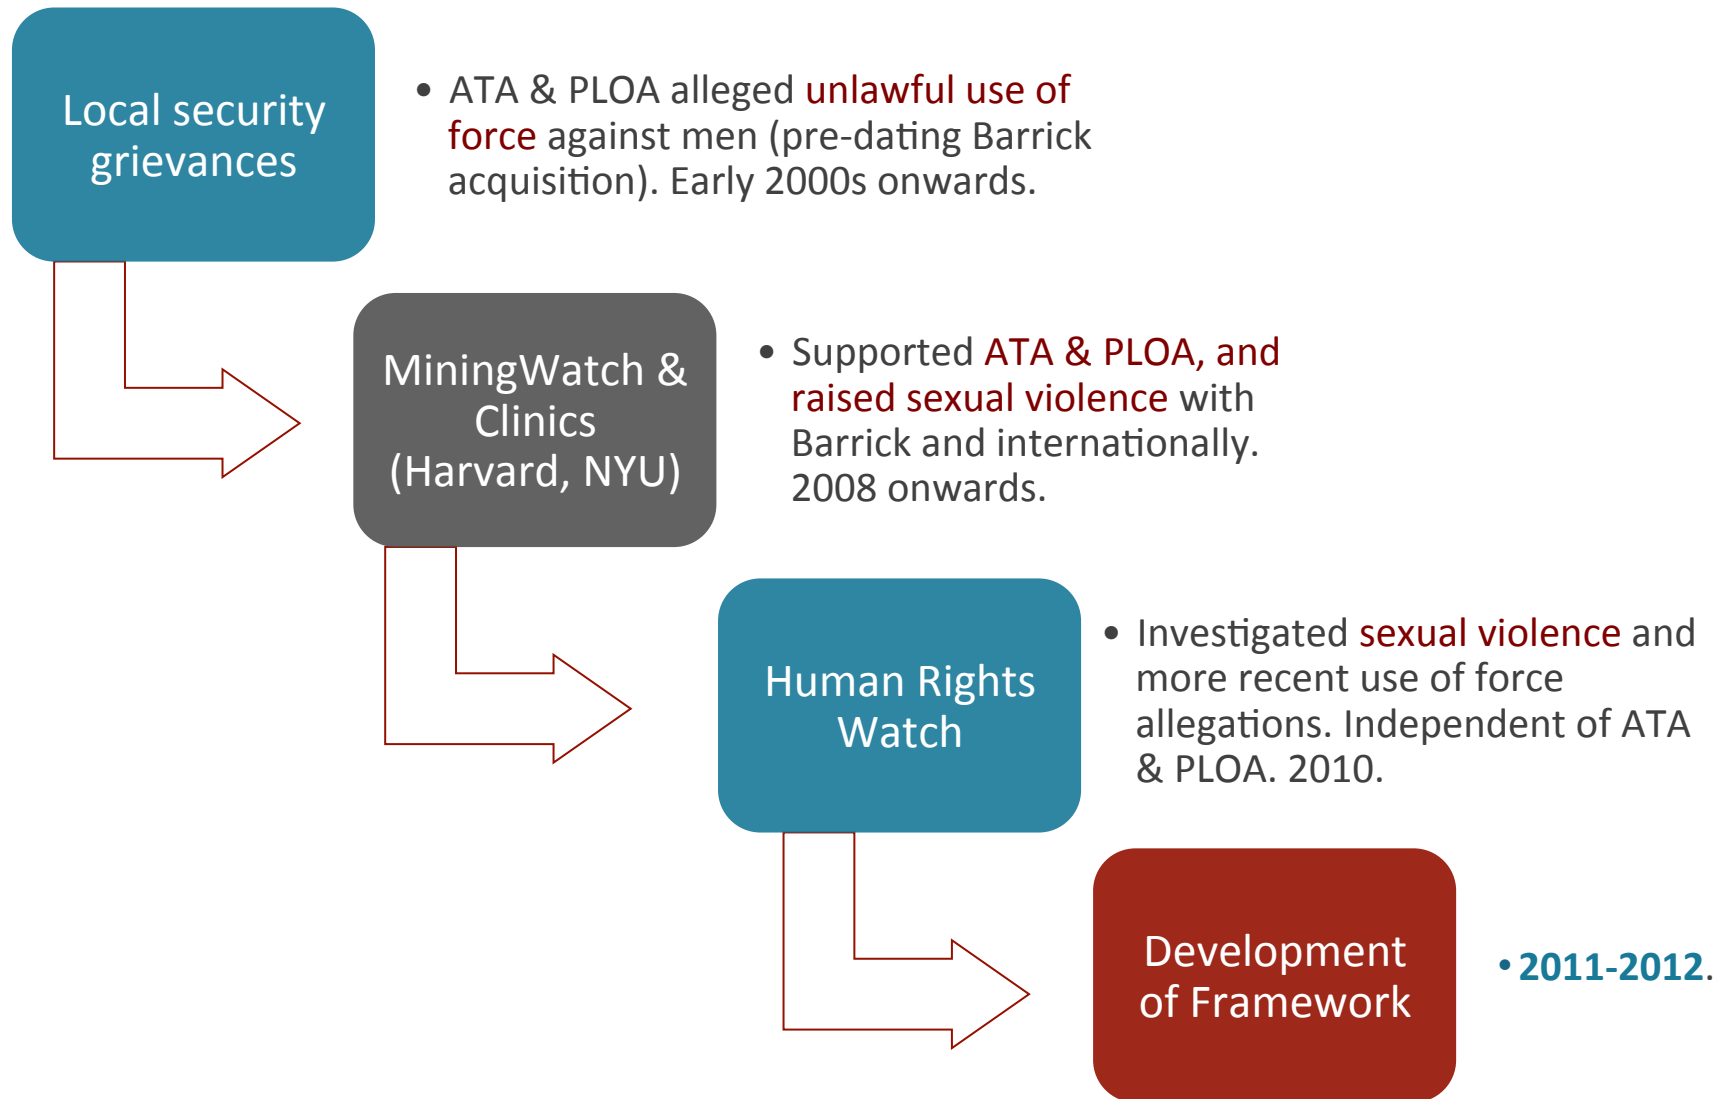 Local security
grievances
• ATA & PLOA alleged unlawful use of
force against men (pre-dating Barrick
acquisition). Early 2000s onwards.
MiningWatch &
Clinics
(Harvard, NYU)
• Supported ATA & PLOA, and
raised sexual violence with
Barrick and internationally.
2008 onwards.
Human Rights
Watch
• Investigated sexual violence and
more recent use of force
allegations. Independent of ATA
& PLOA. 2010.
Development
of Framework
• 2011-2012.